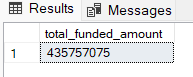 Results Messages
total_funded_amount
1 435757075